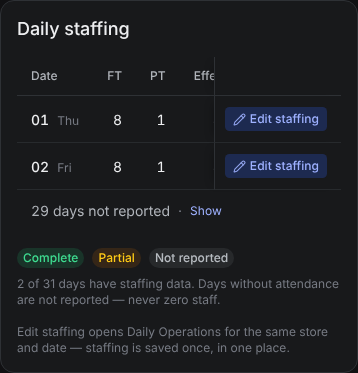 Daily staffing
Date FT PT Effe
01 Thu 8 1 Edit staffing
02 Fri 8 1 Edit staffing
29 days not reported · Show
Complete Partial Not reported
2 of 31 days have staffing data. Days without attendance
are not reported — never zero staff.
Edit staffing opens Daily Operations for the same store
and date — staffing is saved once, in one place.